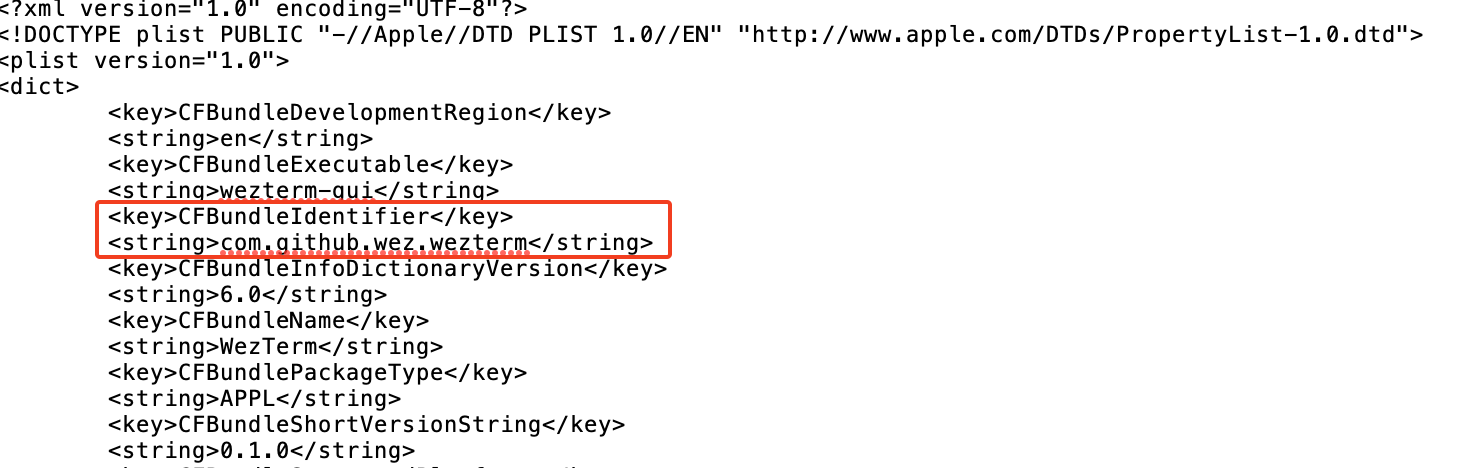 <?xml version="1.0" encoding="UTF-8"?>
<!DOCTYPE plist PUBLIC "-//Apple//DTD PLIST 1.0//EN" "http://www.apple.com/DTDs/PropertyList-1.0.dtd">
<plist version="1.0">
<dict>
<key>CFBundleDevelopmentRegion</key>
<string>en</string>
<key>CFBundleExecutable</key>
<string>wezterm-gui</string>
<key>CFBundleIdentifier</key>
<string>com.github.wez.wezterm</string>
<key>CFBundleInfoDictionaryVersion</key>
<string>6.0</string>
<key>CFBundleName</key>
<string>WezTerm</string>
<key>CFBundlePackageType</key>
<string>APPL</string>
<key>CFBundleShortVersionString</key>
<string>0.1.0</string>